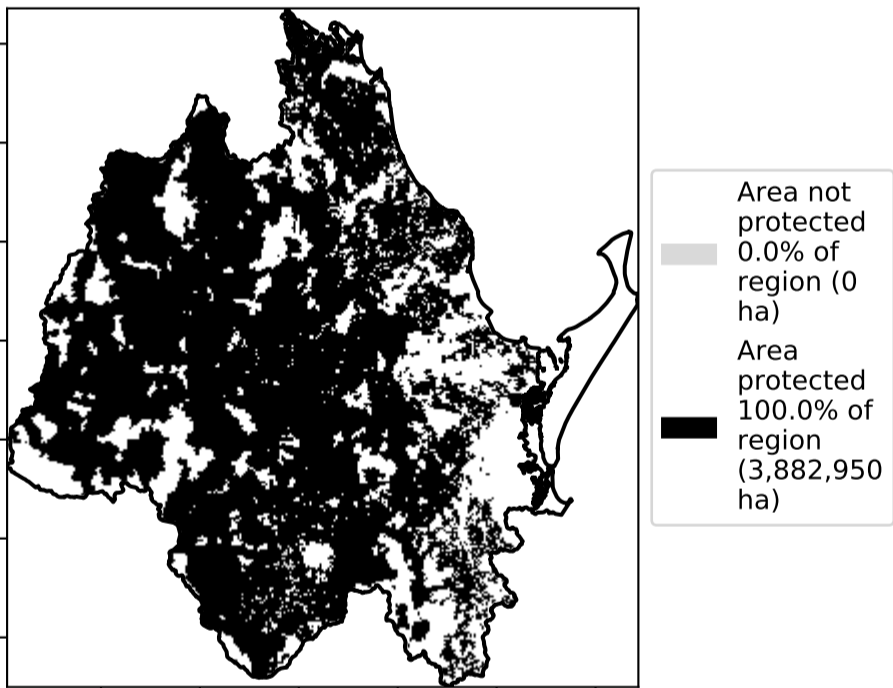 Area not
protected
0.0% of
region (0
ha)
Area
protected
100.0% of
region
(3,882,950
ha)